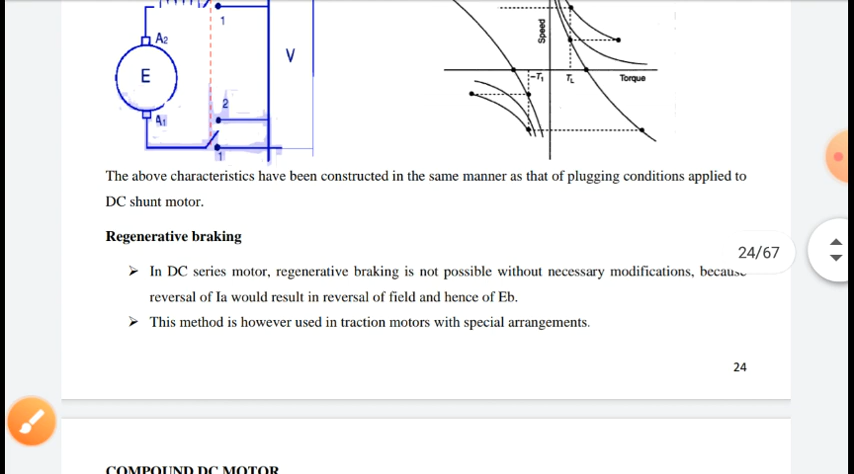 1
A2
Speed
V
E
-T1
TL
Torque
2
A1
1
The above characteristics have been constructed in the same manner as that of plugging conditions applied to
DC shunt motor.
Regenerative braking
24/67
➢ In DC series motor, regenerative braking is not possible without necessary modifications, because
reversal of Ia would result in reversal of field and hence of Eb.
➢ This method is however used in traction motors with special arrangements.
24
COMPOUND DC MOTOR